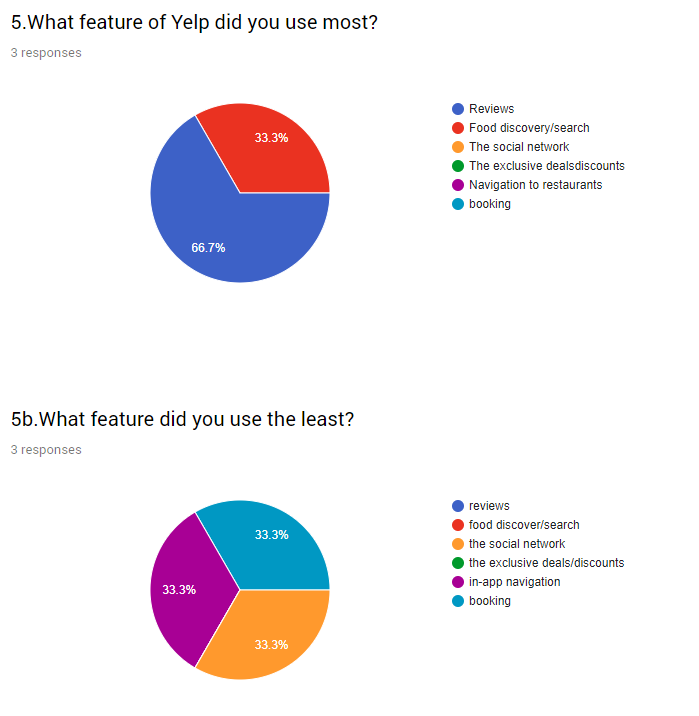 5.What feature of Yelp did you use most?
3 responses
33.3%
66.7%
Reviews
Food discovery/search
The social network
The exclusive dealsdiscounts
Navigation to restaurants
booking
5b.What feature did you use the least?
3 responses
33.3%
33.3%
33.3%
reviews
food discover/search
the social network
the exclusive deals/discounts
in-app navigation
booking